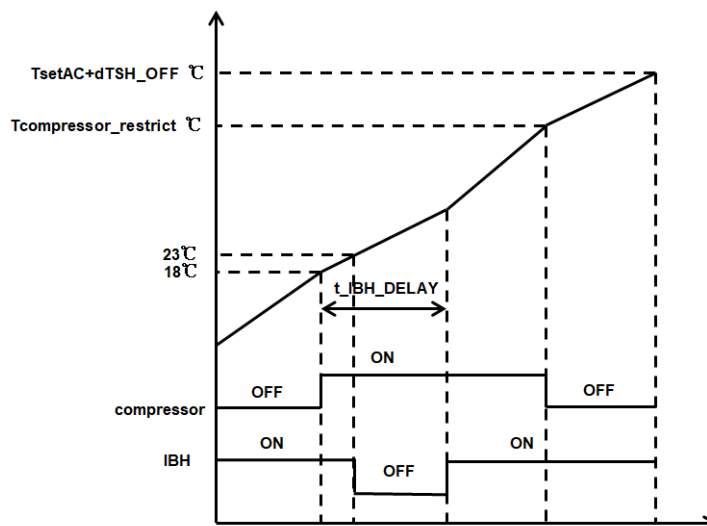 TsetAC+dTSH_OFF ℃
Tcompressor_restrict ℃
23℃
18℃
t_IBH_DELAY
ON
OFF
OFF
compressor
ON
ON
IBH
OFF